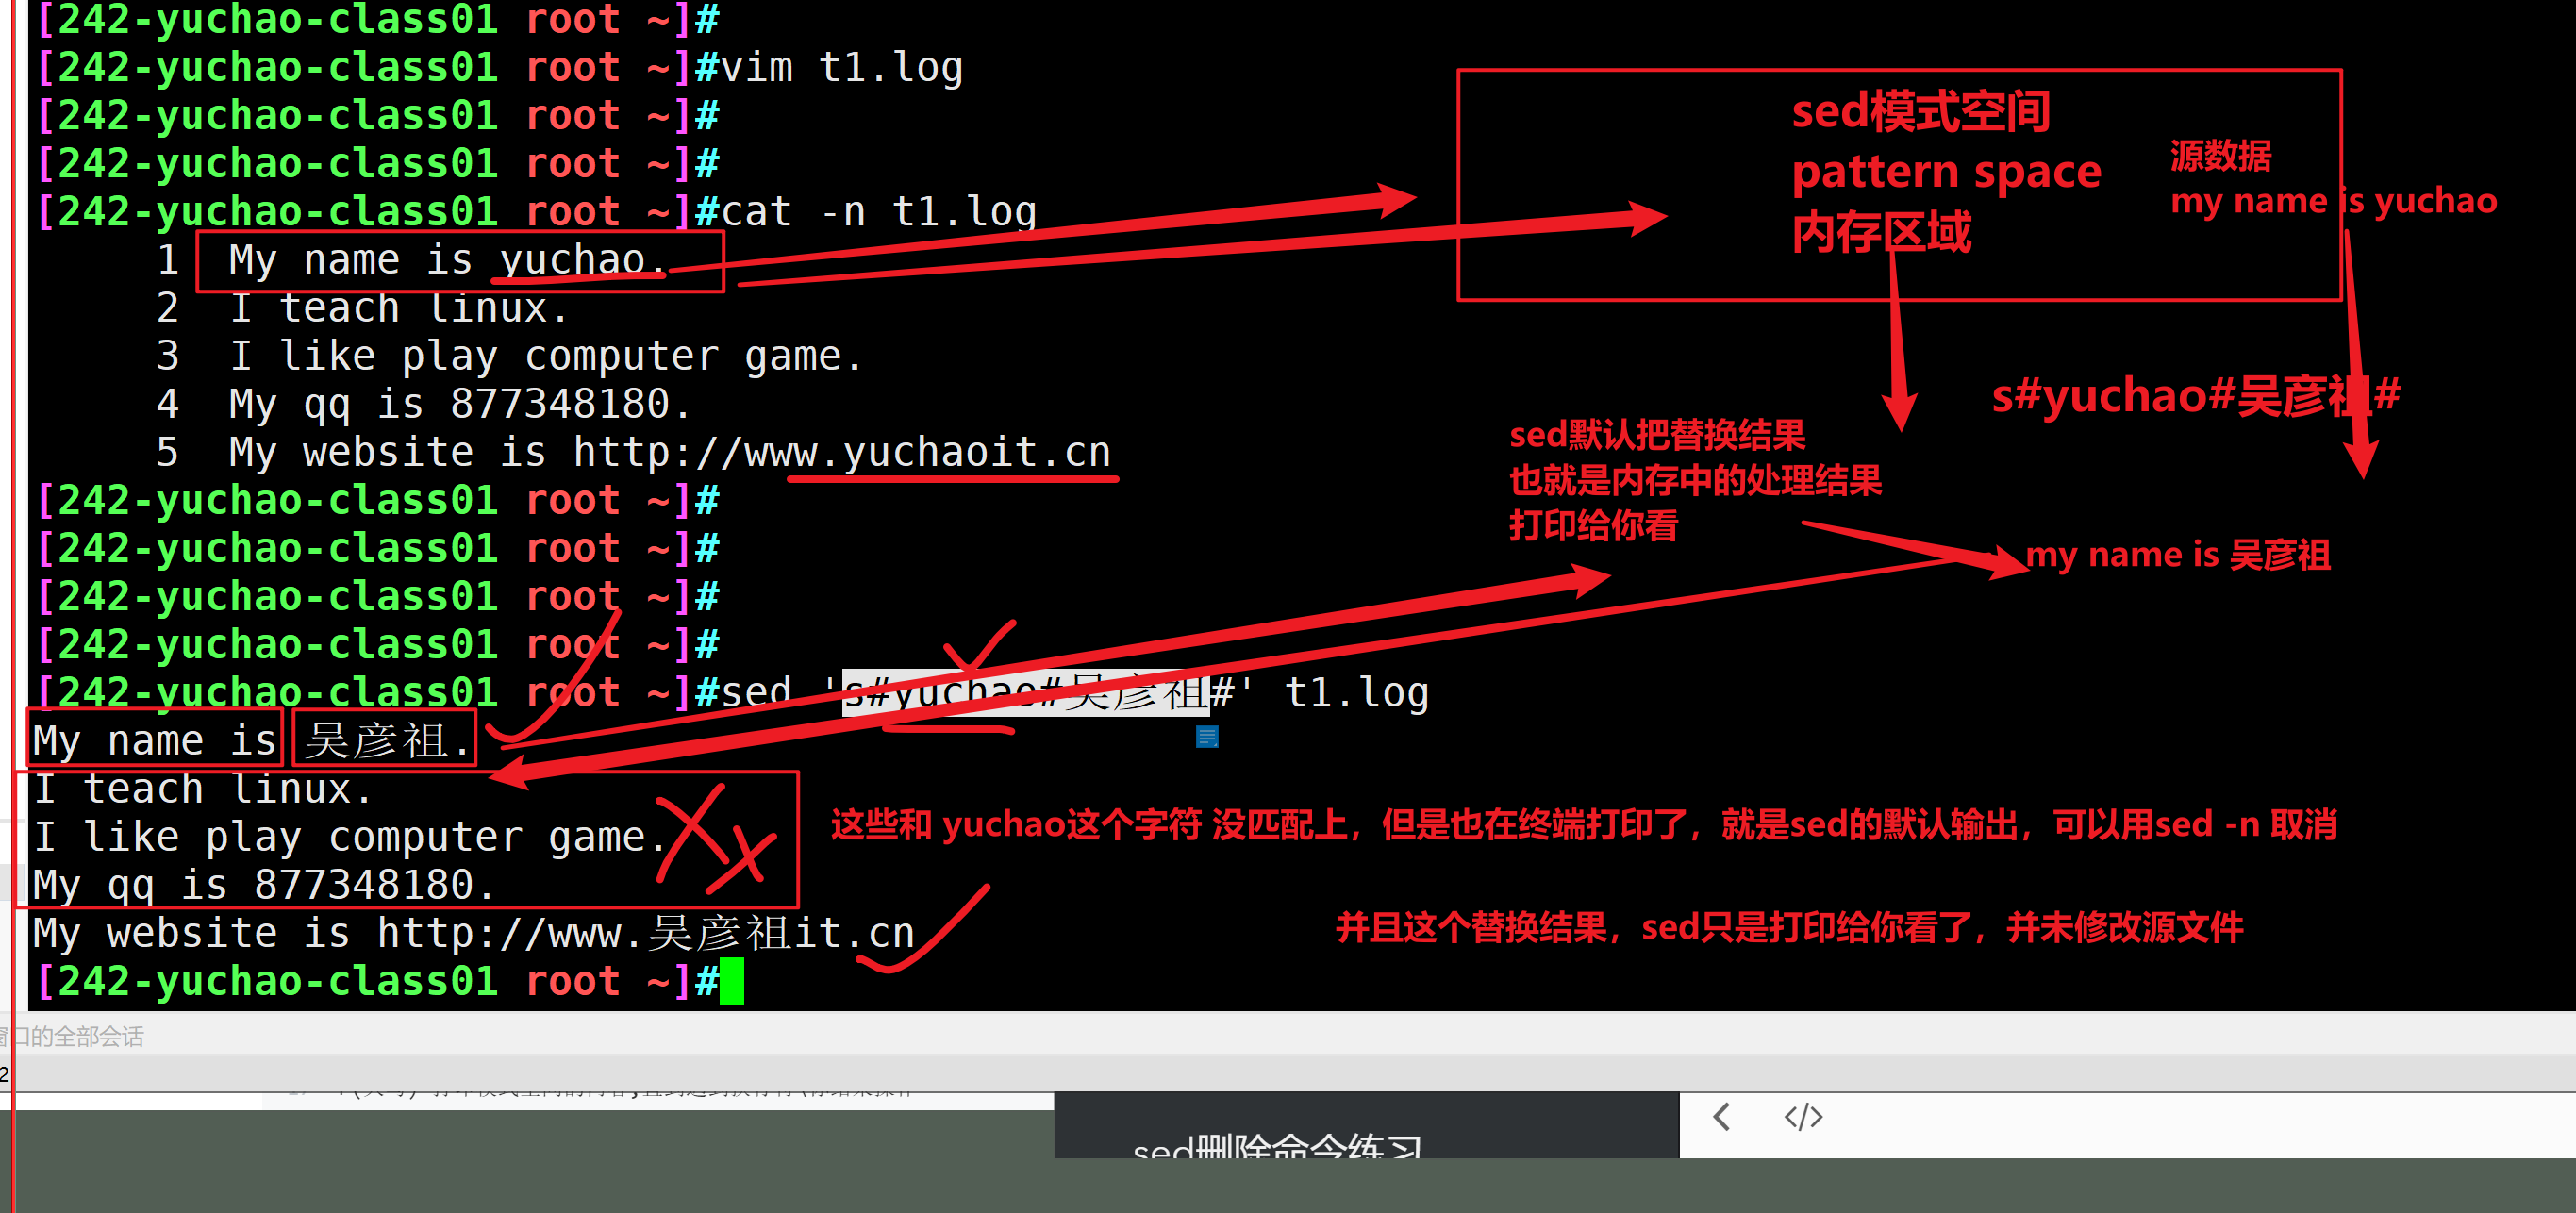 [242-yuchao-class01 root ~]#
[242-yuchao-class01 root ~]#vim t1.log
[242-yuchao-class01 root ~]#
[242-yuchao-class01 root ~]#
[242-yuchao-class01 root ~]#cat -n t1.log
1 My name is yuchao.
2 I teach linux.
3 I like play computer game.
4 My qq is 877348180.
5 My website is http://www.yuchaoit.cn
[242-yuchao-class01 root ~]#
[242-yuchao-class01 root ~]#
[242-yuchao-class01 root ~]#
[242-yuchao-class01 root ~]#
[242-yuchao-class01 root ~]#sed 's#yuchao#吴彦祖#' t1.log
My name is 吴彦祖.
I teach linux.
I like play computer game.
My qq is 877348180.
My website is http://www.吴彦祖it.cn
[242-yuchao-class01 root ~]#
sed模式空间
pattern space
内存区域
源数据
my name is yuchao
s#yuchao#吴彦祖#
sed默认把替换结果
也就是内存中的处理结果
打印给你看
my name is 吴彦祖
这些和 yuchao这个字符 没匹配上，但是也在终端打印了，就是sed的默认输出，可以用sed -n 取消
并且这个替换结果，sed只是打印给你看了，并未修改源文件
窗口的全部会话
2
sed删除命令练习